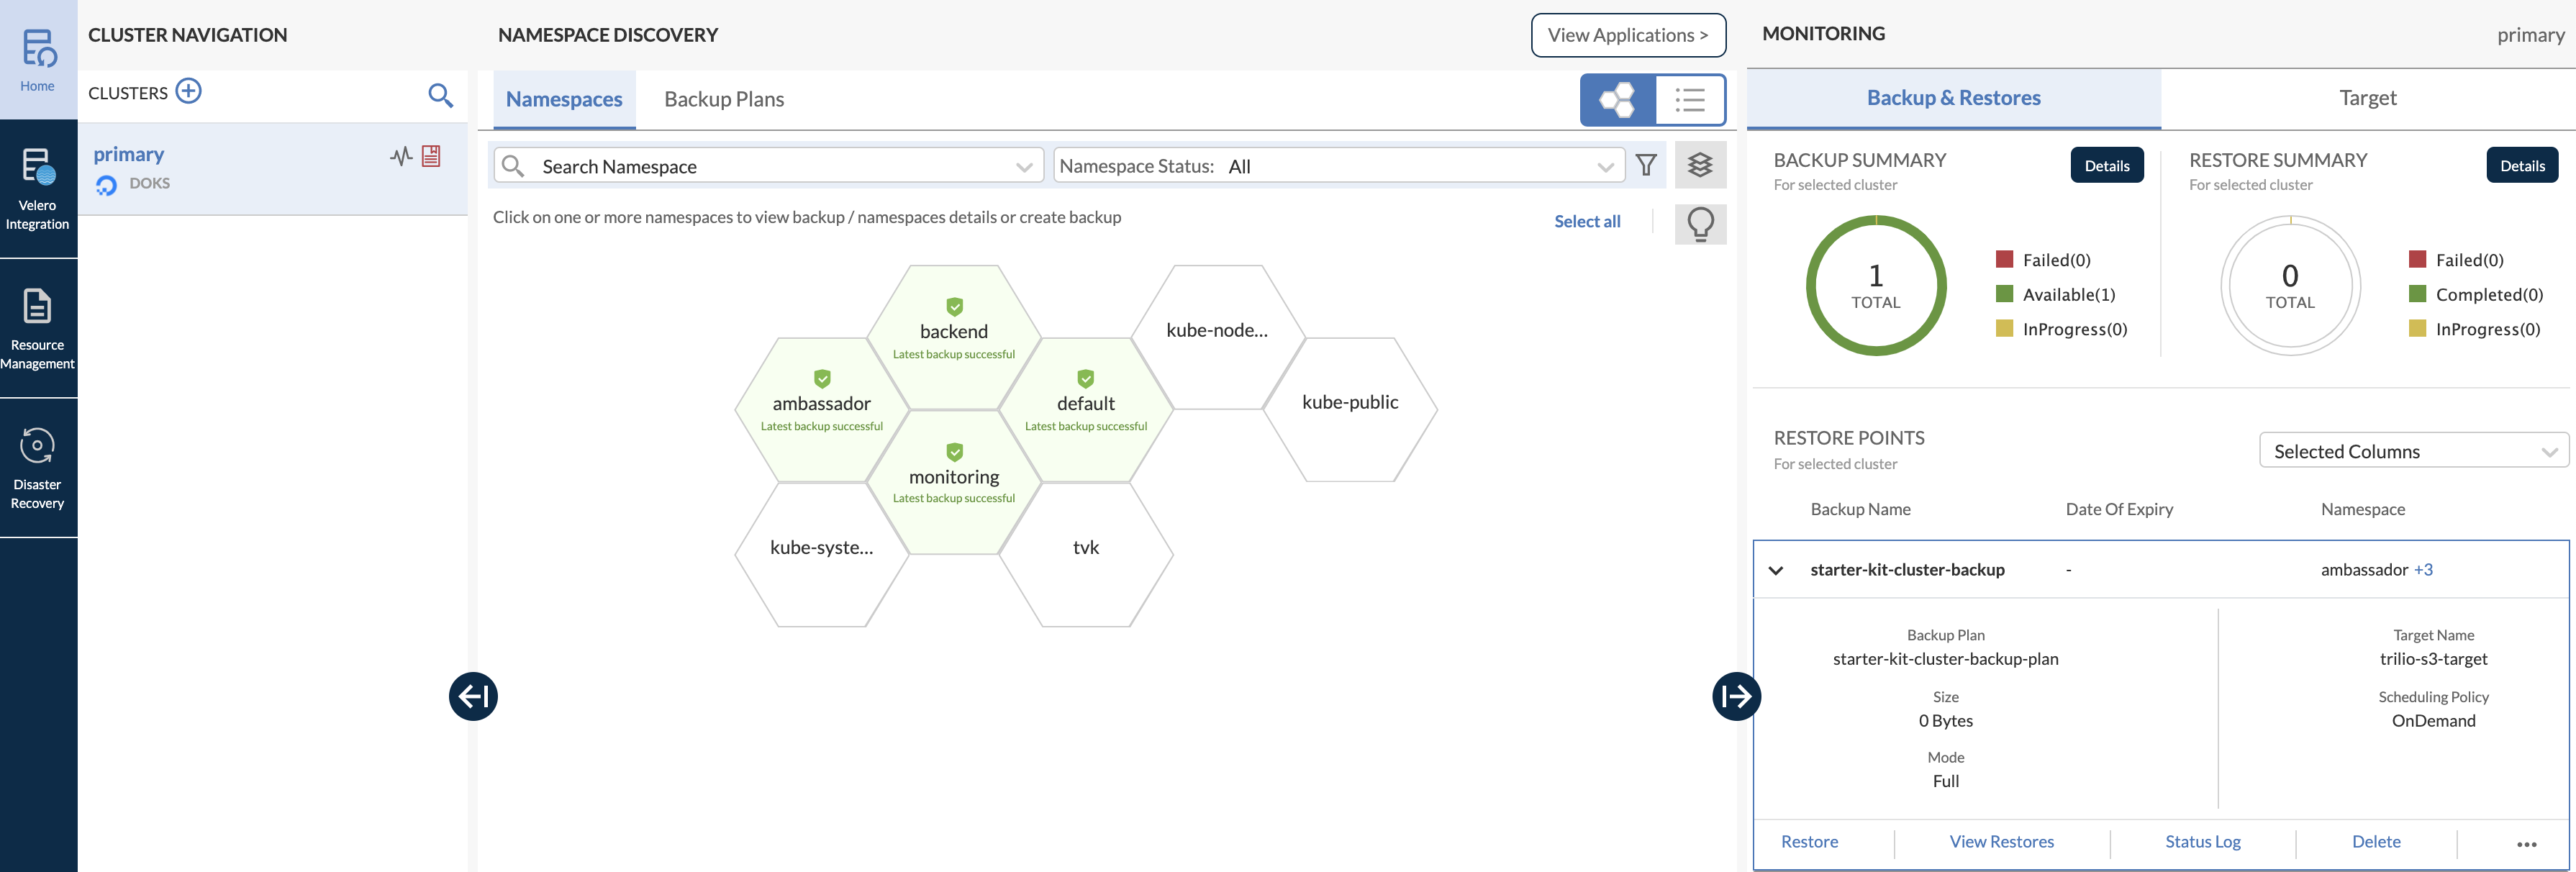 Home
Velero
Integration
Resource
Management
Disaster
Recovery
CLUSTER NAVIGATION
CLUSTERS
primary
DOKS
NAMESPACE DISCOVERY
View Applications >
Namespaces
Backup Plans
Search Namespace
Namespace Status: All
Click on one or more namespaces to view backup / namespaces details or create backup
Select all
backend
Latest backup successful
kube-node...
ambassador
Latest backup successful
default
Latest backup successful
kube-public
monitoring
Latest backup successful
kube-syste...
tvk
MONITORING
primary
Backup & Restores
Target
BACKUP SUMMARY
For selected cluster
Details
1
TOTAL
Failed(0)
Available(1)
InProgress(0)
RESTORE SUMMARY
For selected cluster
Details
0
TOTAL
Failed(0)
Completed(0)
InProgress(0)
RESTORE POINTS
For selected cluster
Selected Columns
Backup Name Date Of Expiry Namespace
starter-kit-cluster-backup - ambassador +3
Backup Plan
starter-kit-cluster-backup-plan
Size
0 Bytes
Mode
Full
Target Name
trilio-s3-target
Scheduling Policy
OnDemand
Restore
View Restores
Status Log
Delete
...